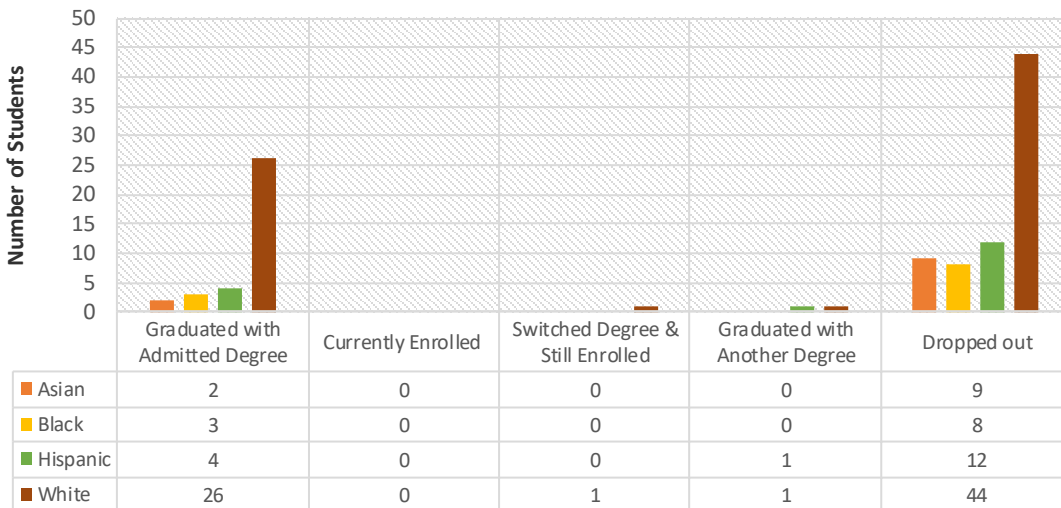 50
45
40
35
30
25
20
15
10
5
0
Number of Students
Graduated with
Admitted Degree
Currently Enrolled
Switched Degree &
Still Enrolled
Graduated with
Another Degree
Dropped out
Asian 2 0 0 0 9
Black 3 0 0 0 8
Hispanic 4 0 0 1 12
White 26 0 1 1 44